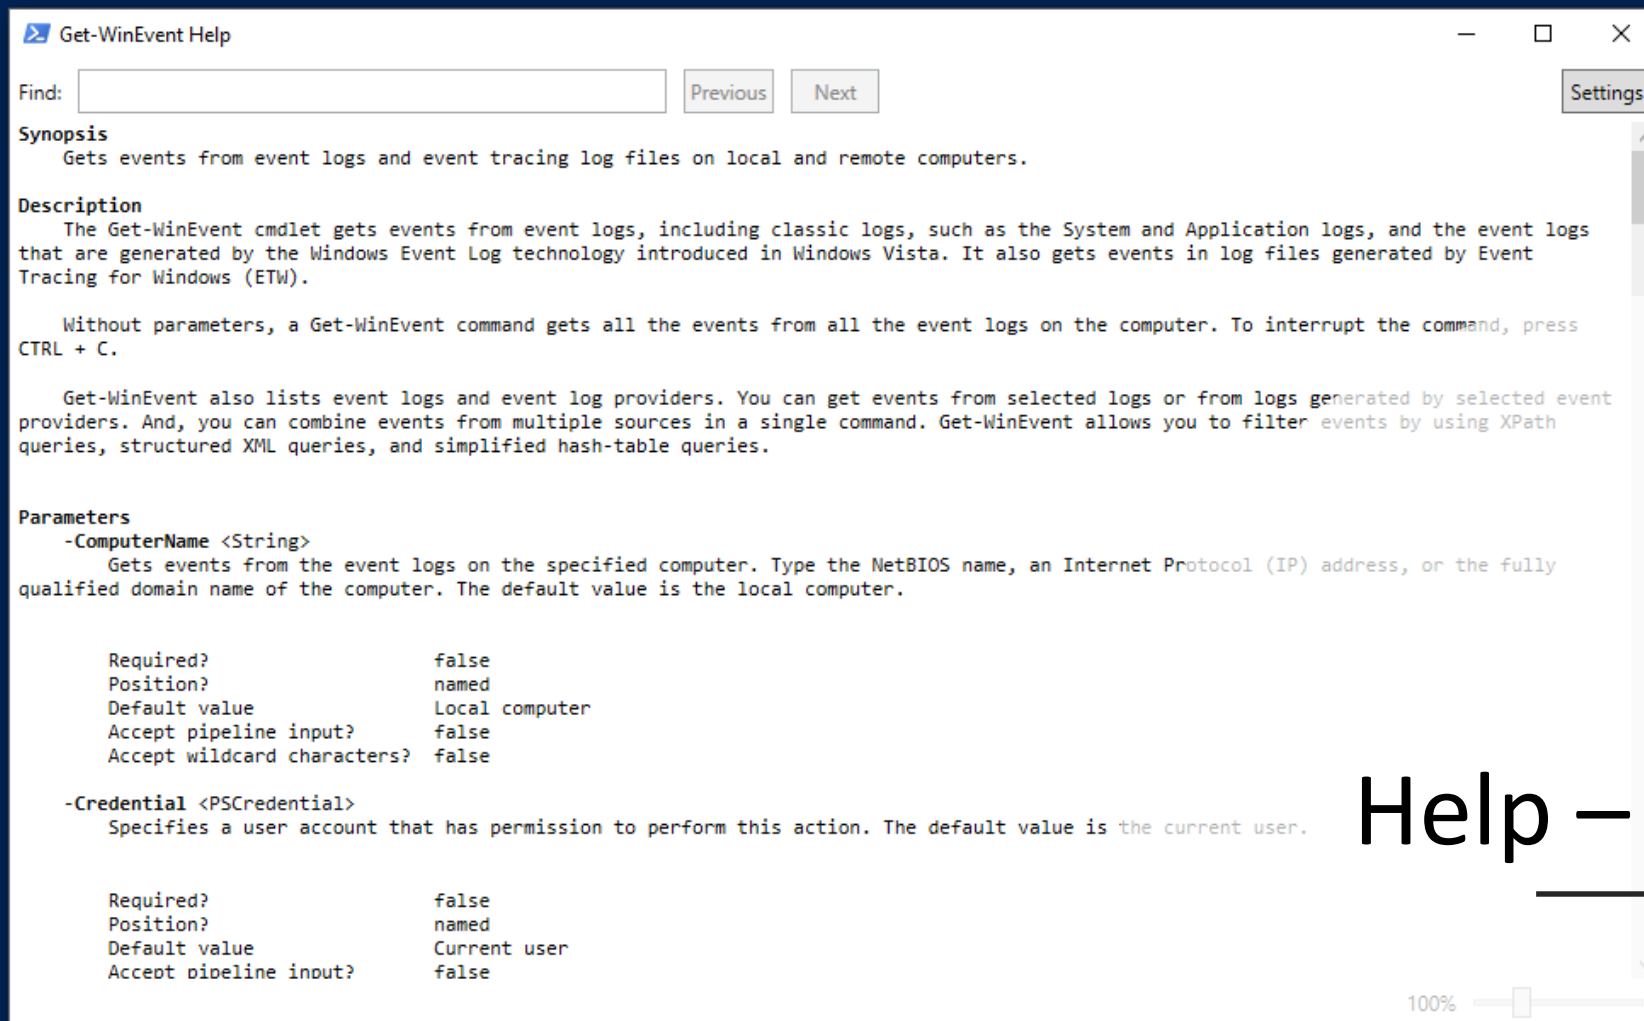 Get-WinEvent Help
Find:
Previous
Next
Settings
Synopsis
Gets events from event logs and event tracing log files on local and remote computers.
Description
The Get-WinEvent cmdlet gets events from event logs, including classic logs, such as the System and Application logs, and the event logs
that are generated by the Windows Event Log technology introduced in Windows Vista. It also gets events in log files generated by Event
Tracing for Windows (ETW).
Without parameters, a Get-WinEvent command gets all the events from all the event logs on the computer. To interrupt the command, press
CTRL + C.
Get-WinEvent also lists event logs and event log providers. You can get events from selected logs or from logs generated by selected event
providers. And, you can combine events from multiple sources in a single command. Get-WinEvent allows you to filter events by using XPath
queries, structured XML queries, and simplified hash-table queries.
Parameters
-ComputerName <String>
Gets events from the event logs on the specified computer. Type the NetBIOS name, an Internet Protocol (IP) address, or the fully
qualified domain name of the computer. The default value is the local computer.
Required? false
Position? named
Default value Local computer
Accept pipeline input? false
Accept wildcard characters? false
-Credential <PSCredential>
Specifies a user account that has permission to perform this action. The default value is the current user.
Help –
Required? false
Position? named
Default value Current user
Accept pipeline input? false
100%